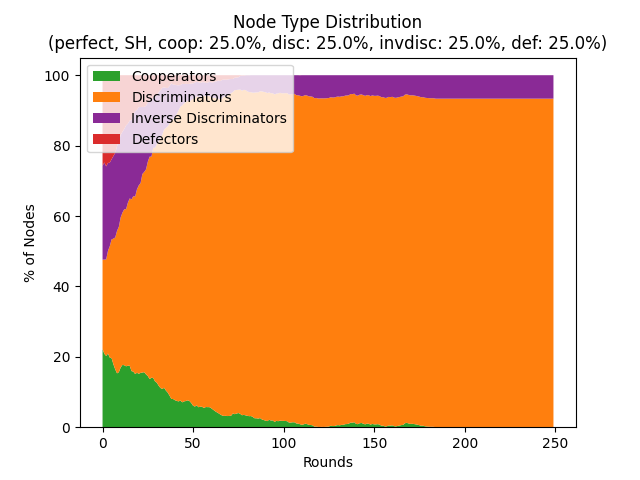 Node Type Distribution
(perfect, SH, coop: 25.0%, disc: 25.0%, invdisc: 25.0%, def: 25.0%)
100
80
60
40
20
0
% of Nodes
Cooperators
Discriminators
Inverse Discriminators
Defectors
0 50 100 150 200 250
Rounds